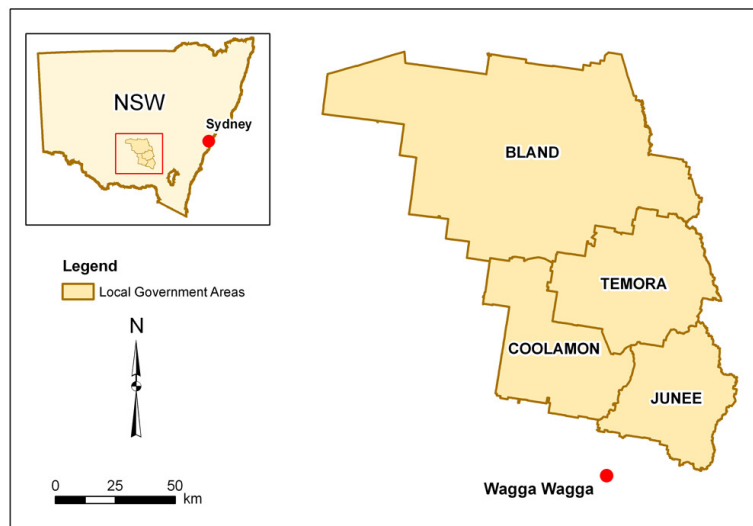 NSW
Sydney
BLAND
Legend
Local Government Areas
TEMORA
N
COOLAMON
JUNEE
Wagga Wagga
0 25 50
km